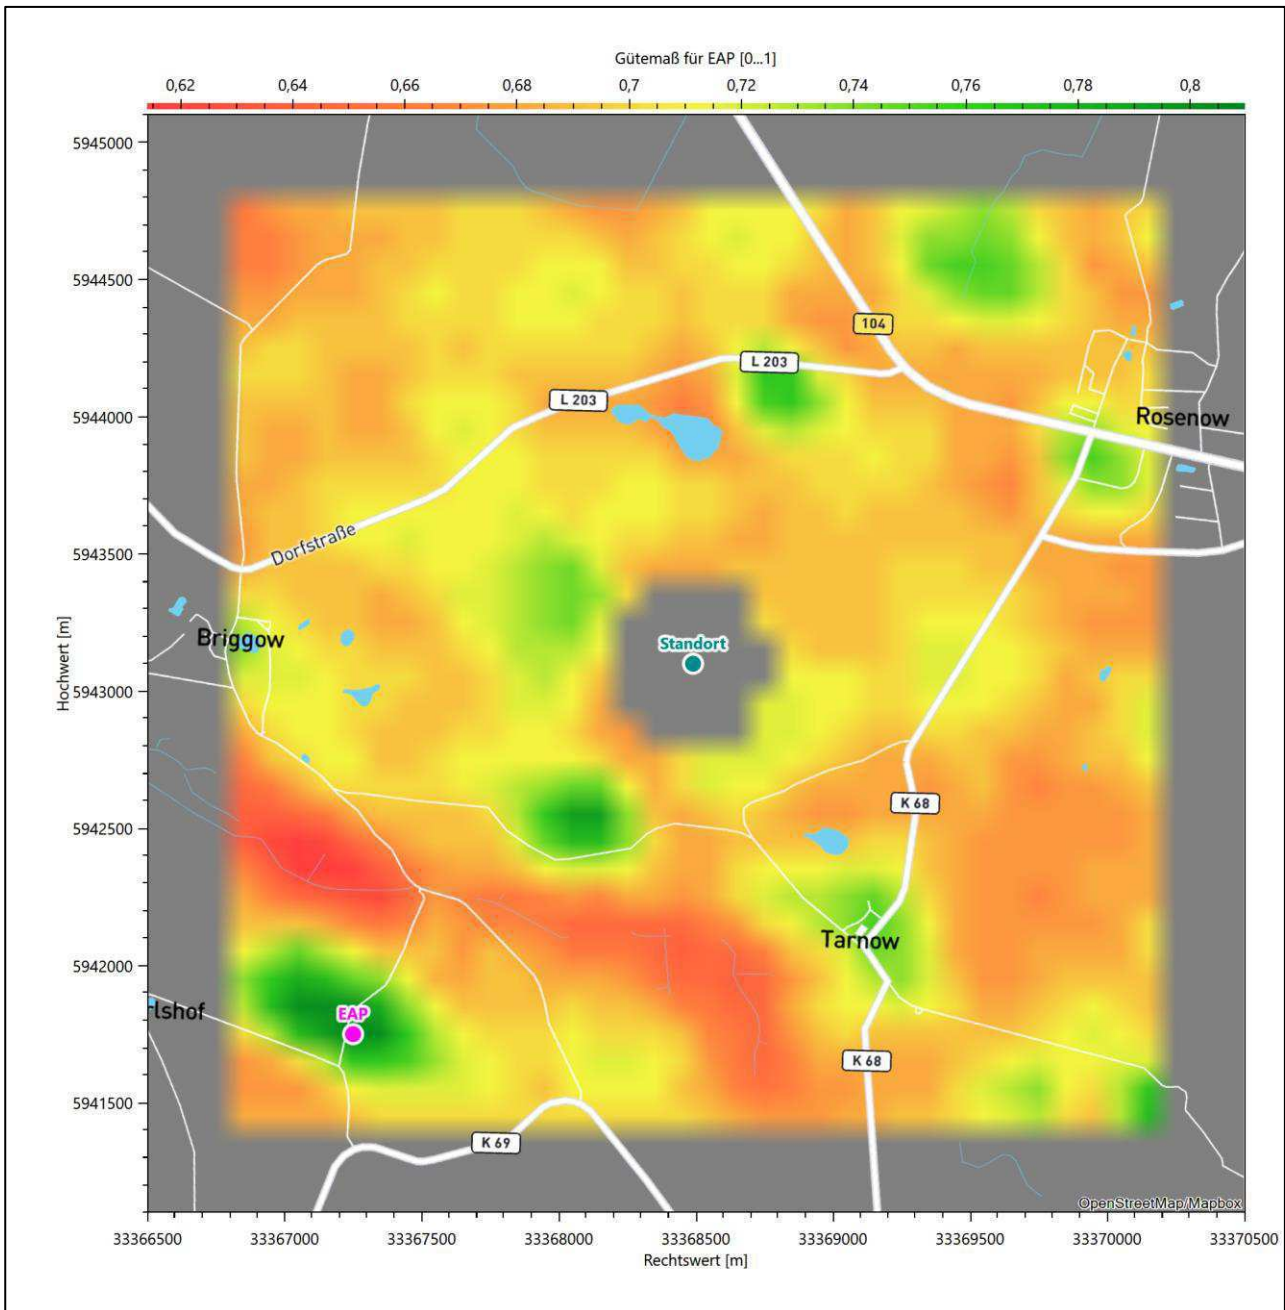 Gütemaß für EAP [0...1]
0,62 0,64 0,66 0,68 0,7 0,72 0,74 0,76 0,78 0,8
5945000
5944500
104
L 203
L 203
5944000
Rosenow
Dorfstraße
5943500
Briggow
Standort
Hochwert [m]
5943000
K 68
5942500
Tarnow
5942000
lshof
EAP
K 68
5941500
K 69
OpenStreetMap/Mapbox
33366500 33367000 33367500 33368000 33368500 33369000 33369500 33370000 33370500
Rechtswert [m]